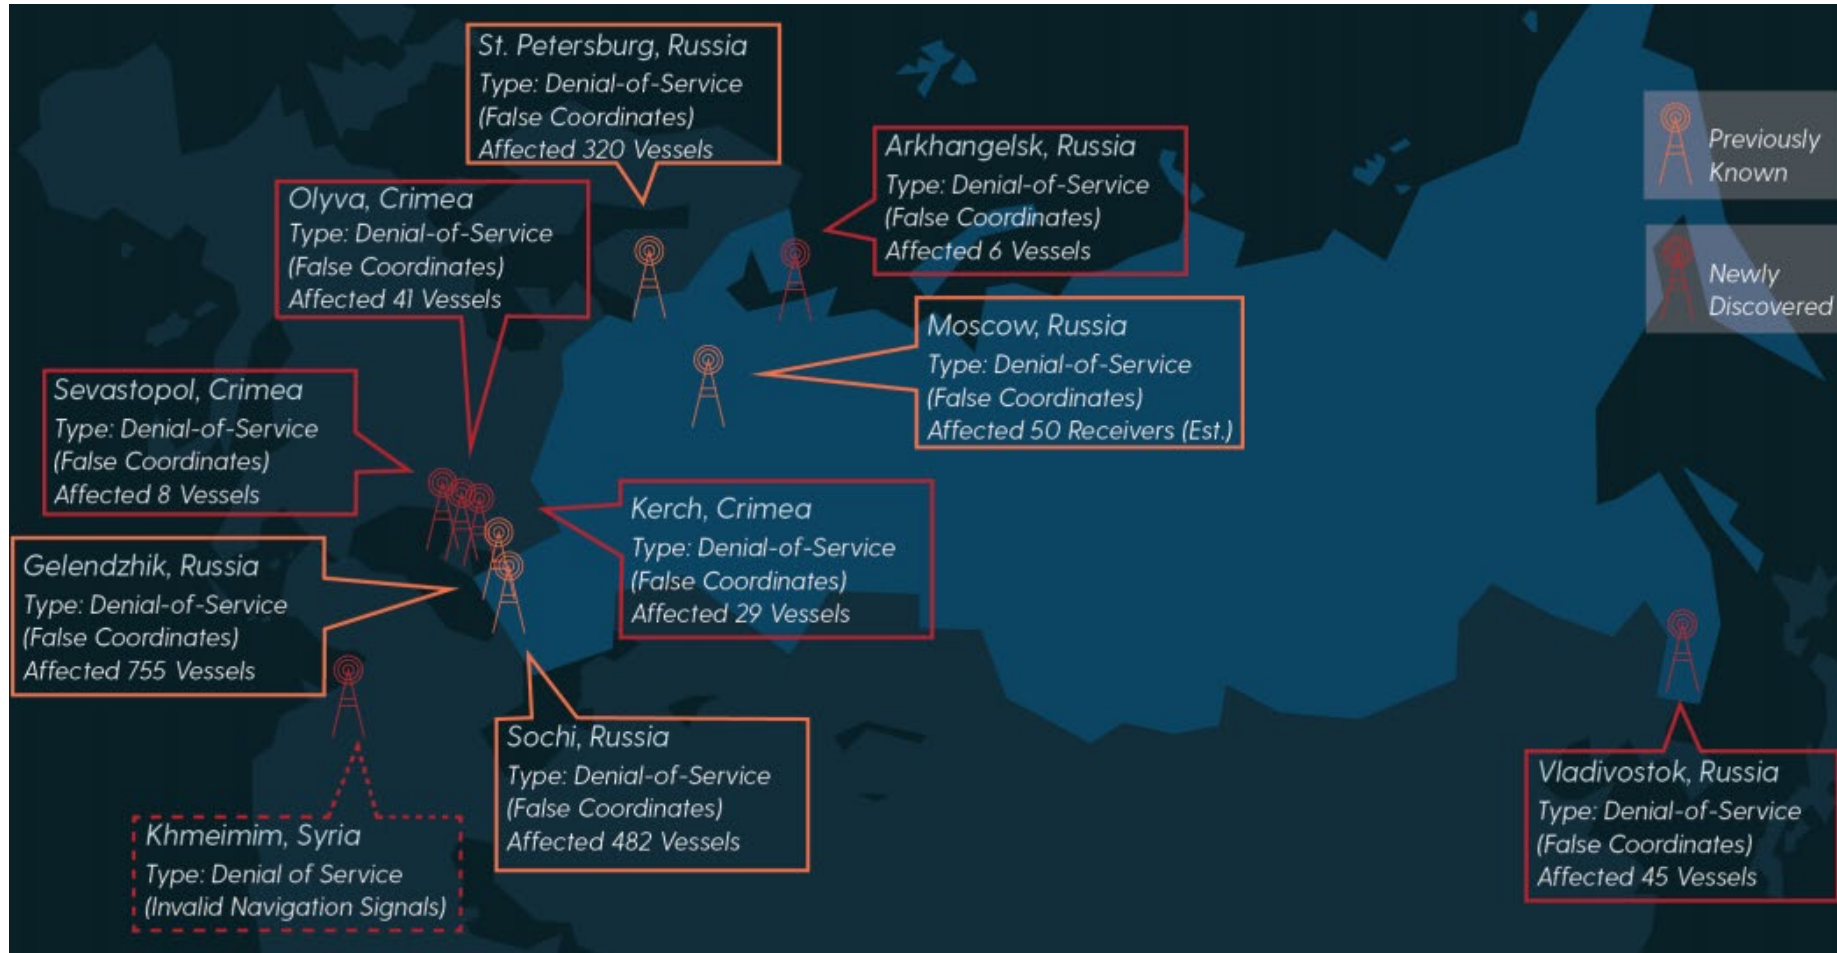 St. Petersburg, Russia
Type: Denial-of-Service
(False Coordinates)
Affected 320 Vessels
Arkhangelsk, Russia
Type: Denial-of-Service
(False Coordinates)
Affected 6 Vessels
Previously
Known
Newly
Discovered
Olyva, Crimea
Type: Denial-of-Service
(False Coordinates)
Affected 41 Vessels
Moscow, Russia
Type: Denial-of-Service
(False Coordinates)
Affected 50 Receivers (Est.)
Sevastopol, Crimea
Type: Denial-of-Service
(False Coordinates)
Affected 8 Vessels
Kerch, Crimea
Type: Denial-of-Service
(False Coordinates)
Affected 29 Vessels
Gelendzhik, Russia
Type: Denial-of-Service
(False Coordinates)
Affected 755 Vessels
Sochi, Russia
Type: Denial-of-Service
(False Coordinates)
Affected 482 Vessels
Vladivostok, Russia
Type: Denial-of-Service
(False Coordinates)
Affected 45 Vessels
Khmeimim, Syria
Type: Denial of Service
(Invalid Navigation Signals)